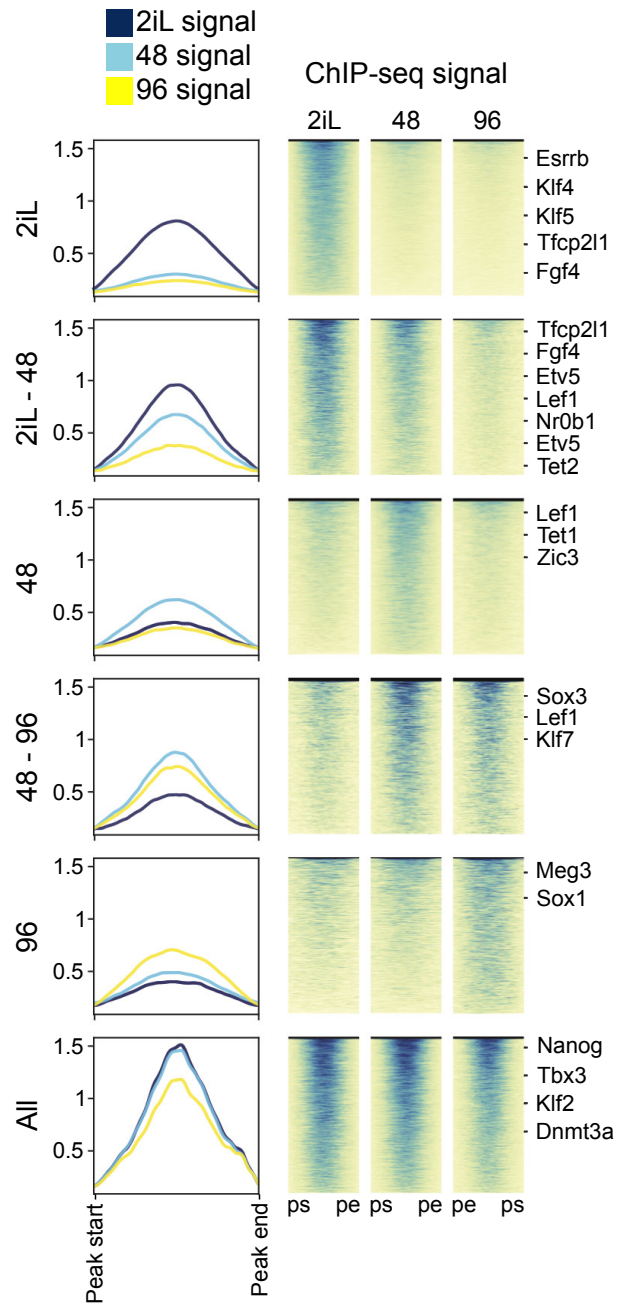 2iL signal
48 signal
96 signal
ChIP-seq signal
2iL 48 96
2iL
1.5
1
0.5
Esrrb
Klf4
Klf5
Tfcp2l1
Fgf4
2iL - 48
1.5
1
0.5
Tfcp2l1
Fgf4
Etv5
Lef1
Nr0b1
Etv5
Tet2
48
1.5
1
0.5
Lef1
Tet1
Zic3
48 - 96
1.5
1
0.5
Sox3
Lef1
Klf7
96
1.5
1
0.5
Meg3
Sox1
All
1.5
1
0.5
Nanog
Tbx3
Klf2
Dnmt3a
Peak start
Peak end
ps pe ps pe pe ps